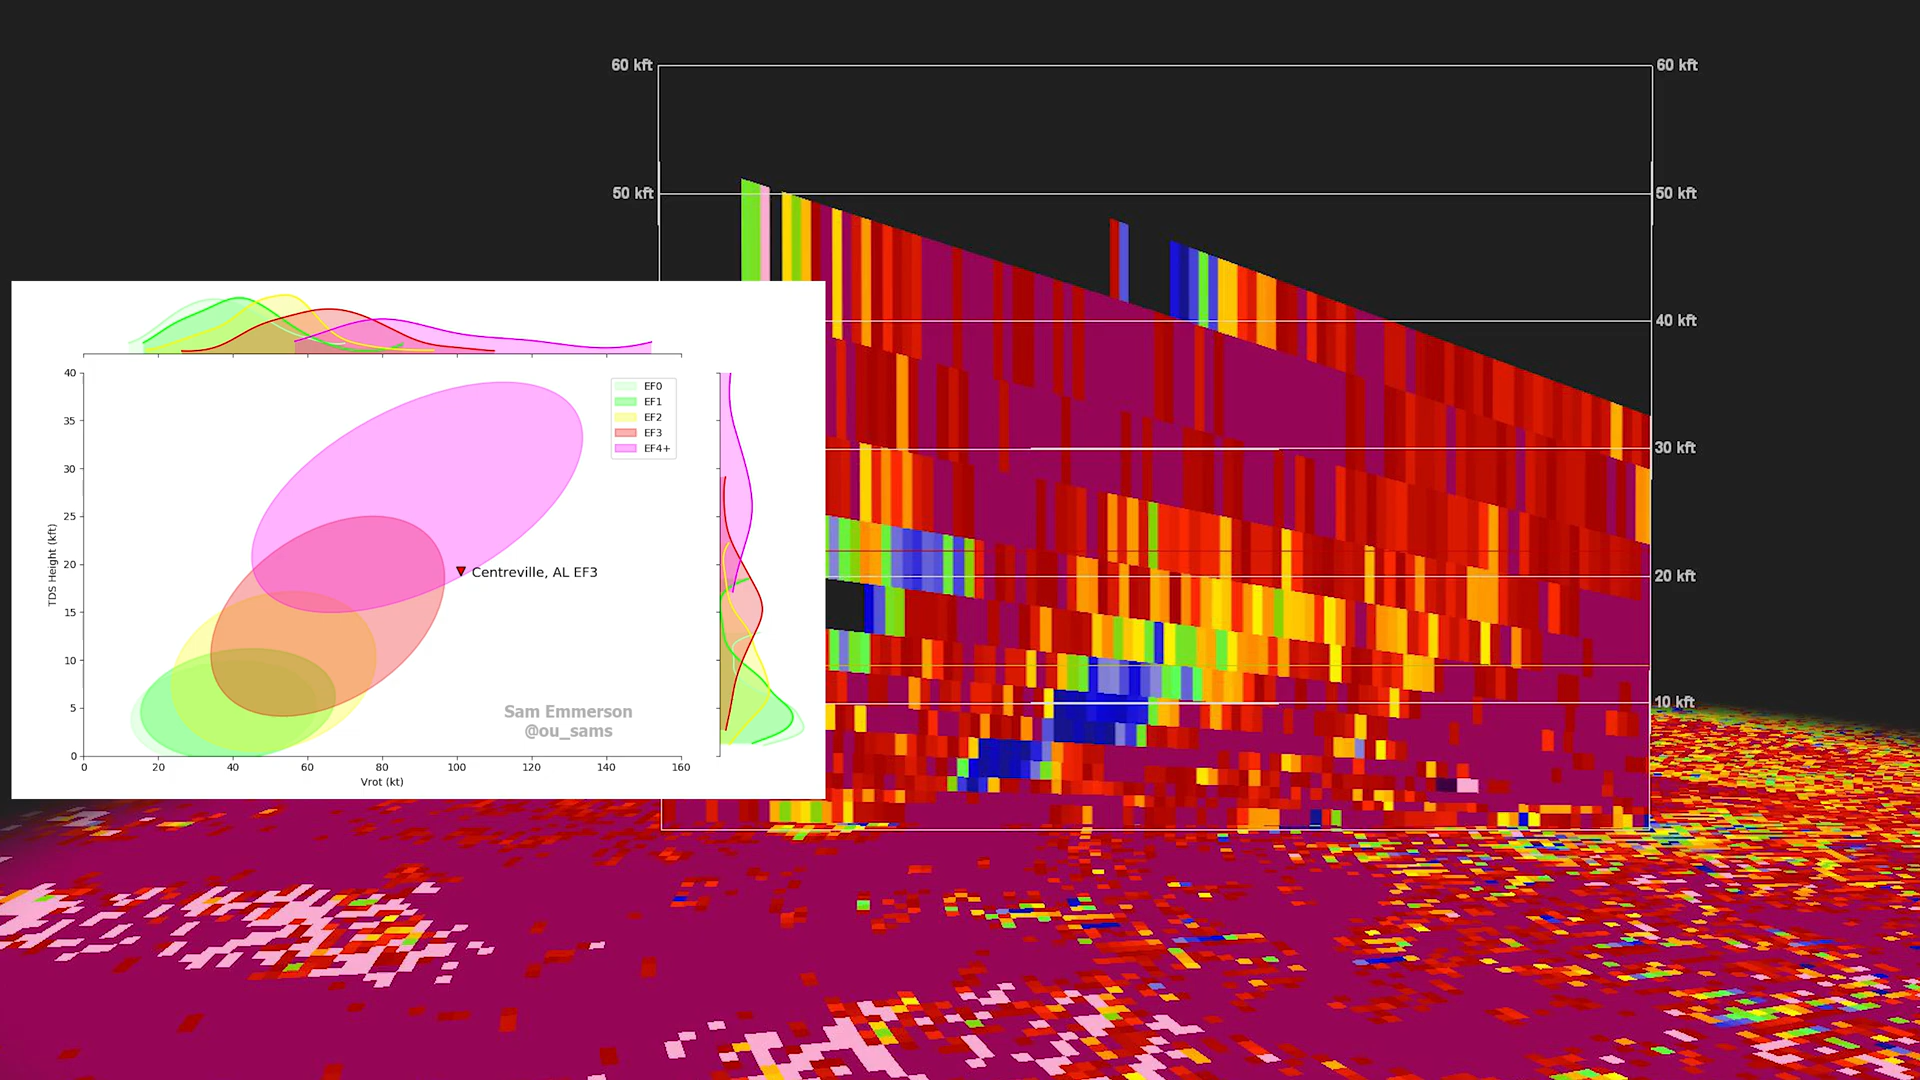 60 kft
60 kft
50 kft
50 kft
40 kft
30 kft
20 kft
10 kft
EF0
EF1
EF2
EF3
EF4+
40
35
30
25
20
15
10
5
0
TDS Height (kft)
Centreville, AL EF3
Sam Emmerson
@ou_sams
0 20 40 60 80 100 120 140 160
Vrot (kt)